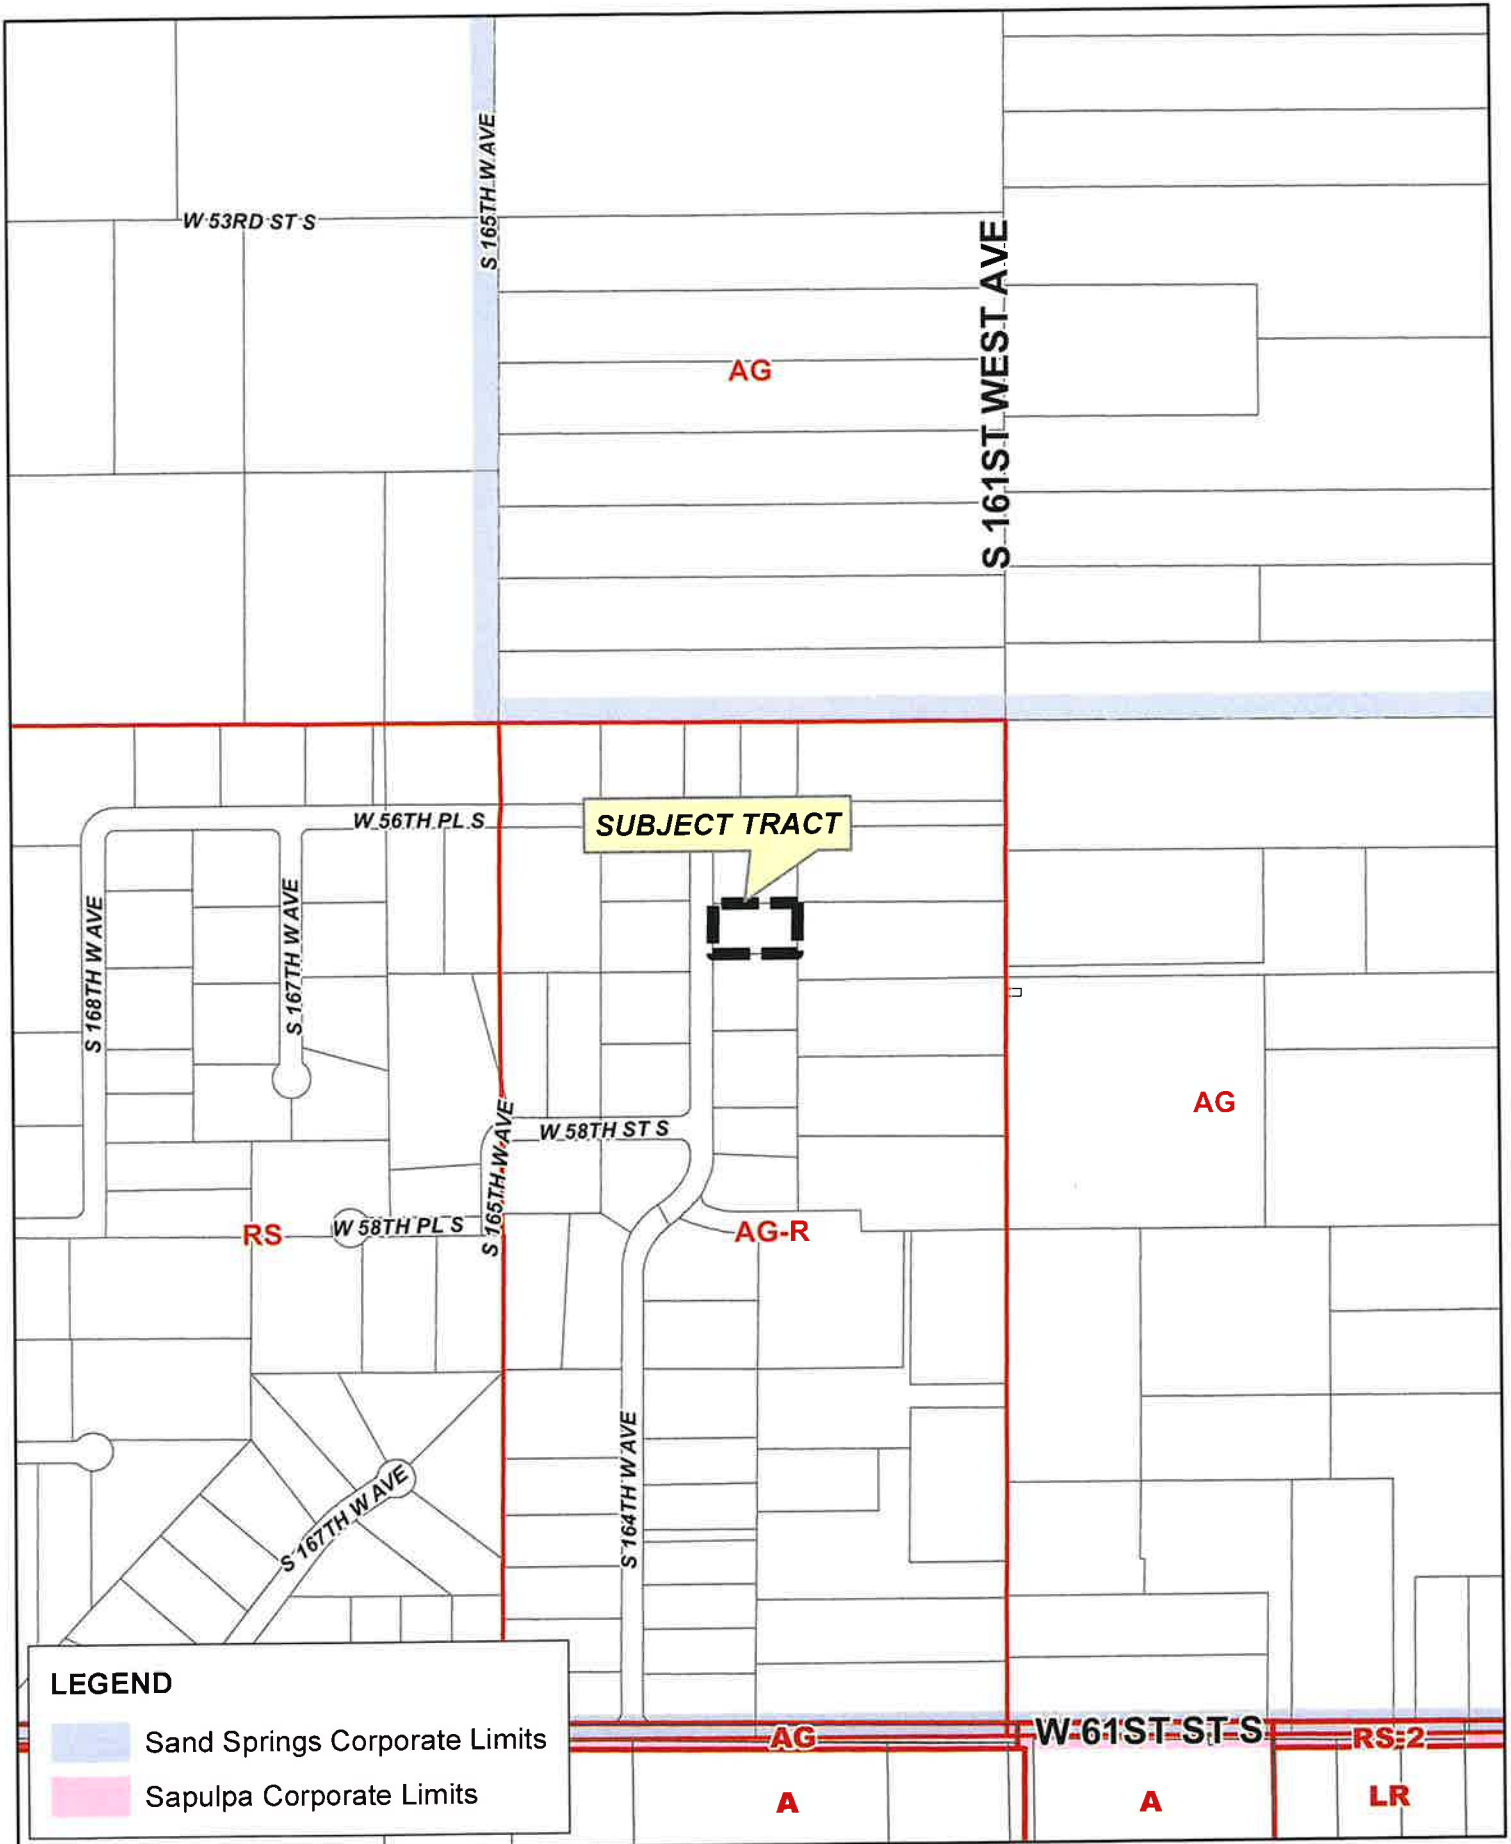 S 165TH W AVE
W 53RD ST S
S 161ST WEST AVE
AG
W 56TH PL S
SUBJECT TRACT
S 168TH W AVE
S 167TH W AVE
AG
S 165TH W AVE
W 58TH ST S
RS
W 58TH PL S
AG-R
S 164TH W AVE
S 167TH W AVE
LEGEND
Sand Springs Corporate Limits
Sapulpa Corporate Limits
AG
W 61ST ST S
RS-2
A
A
LR